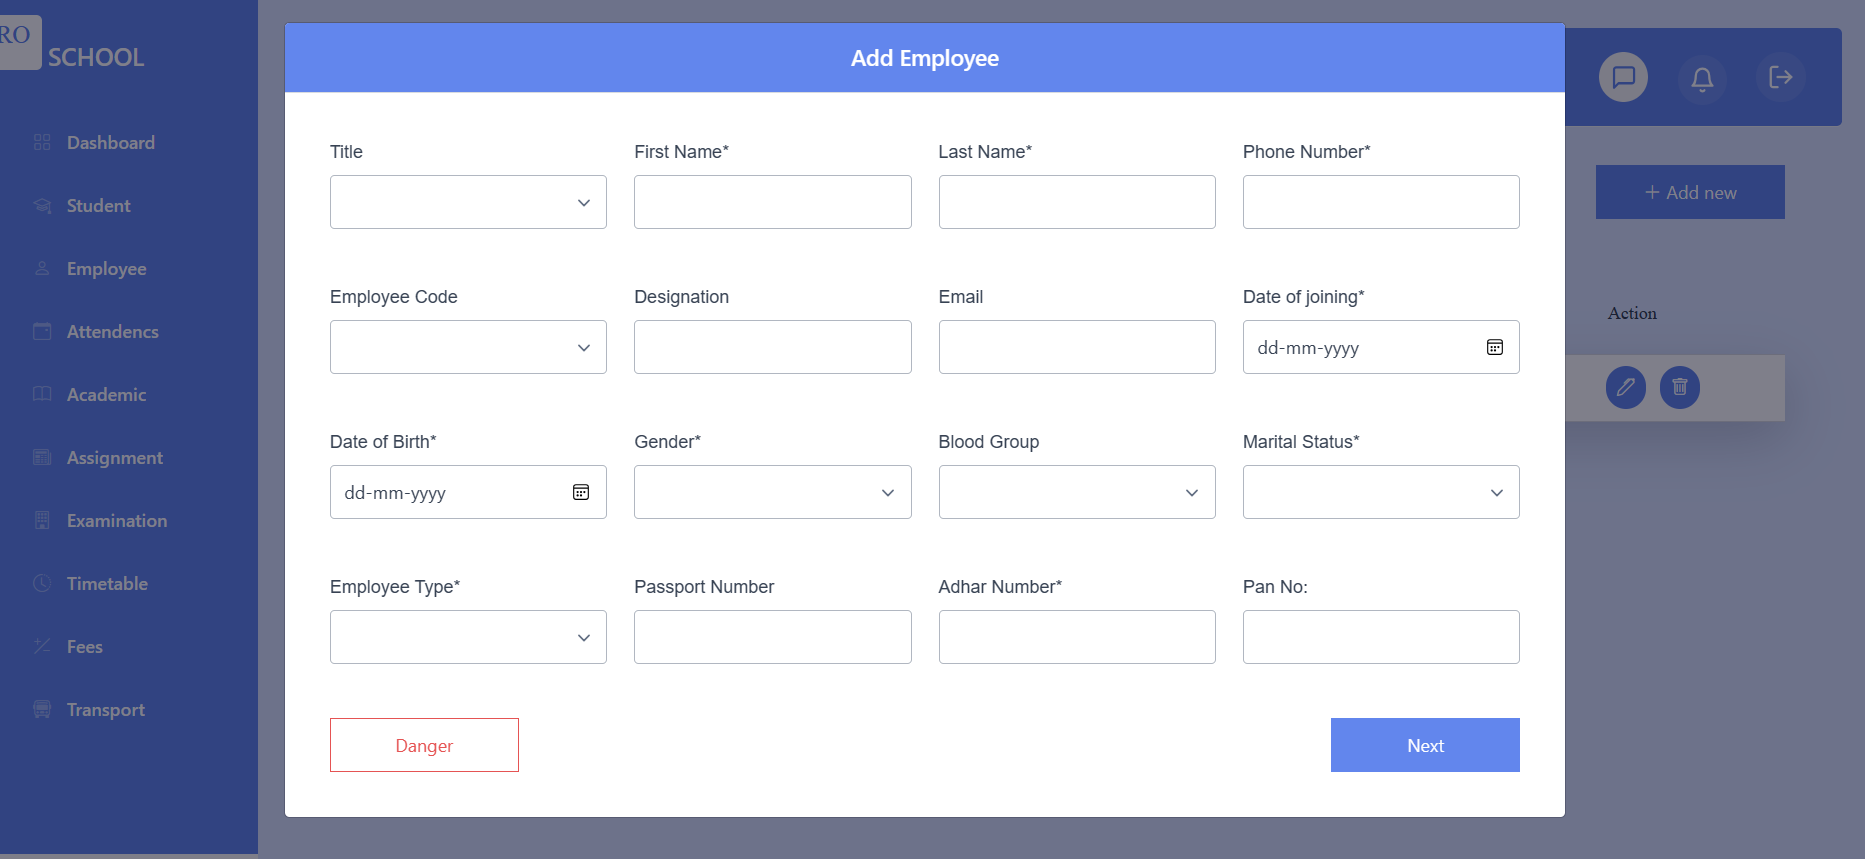 RO
SCHOOL
Dashboard
Student
Employee
Attendencs
Academic
Assignment
Examination
Timetable
Fees
Transport
Add Employee
Title First Name* Last Name* Phone Number*
Employee Code Designation Email Date of joining*
dd-mm-yyyy
Date of Birth* Gender* Blood Group Marital Status*
dd-mm-yyyy
Employee Type* Passport Number Adhar Number* Pan No:
Danger Next
+ Add new
Action